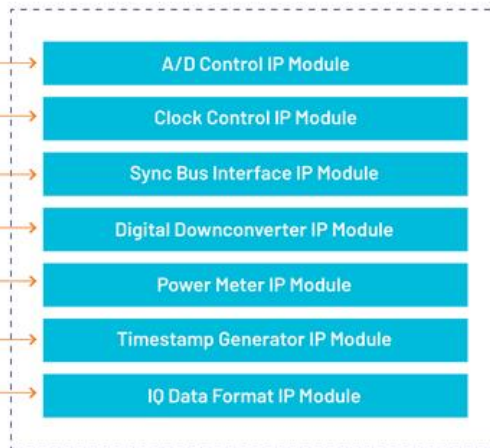 A/D Control IP Module
Clock Control IP Module
Sync Bus Interface IP Module
Digital Downconverter IP Module
Power Meter IP Module
Timestamp Generator IP Module
IQ Data Format IP Module